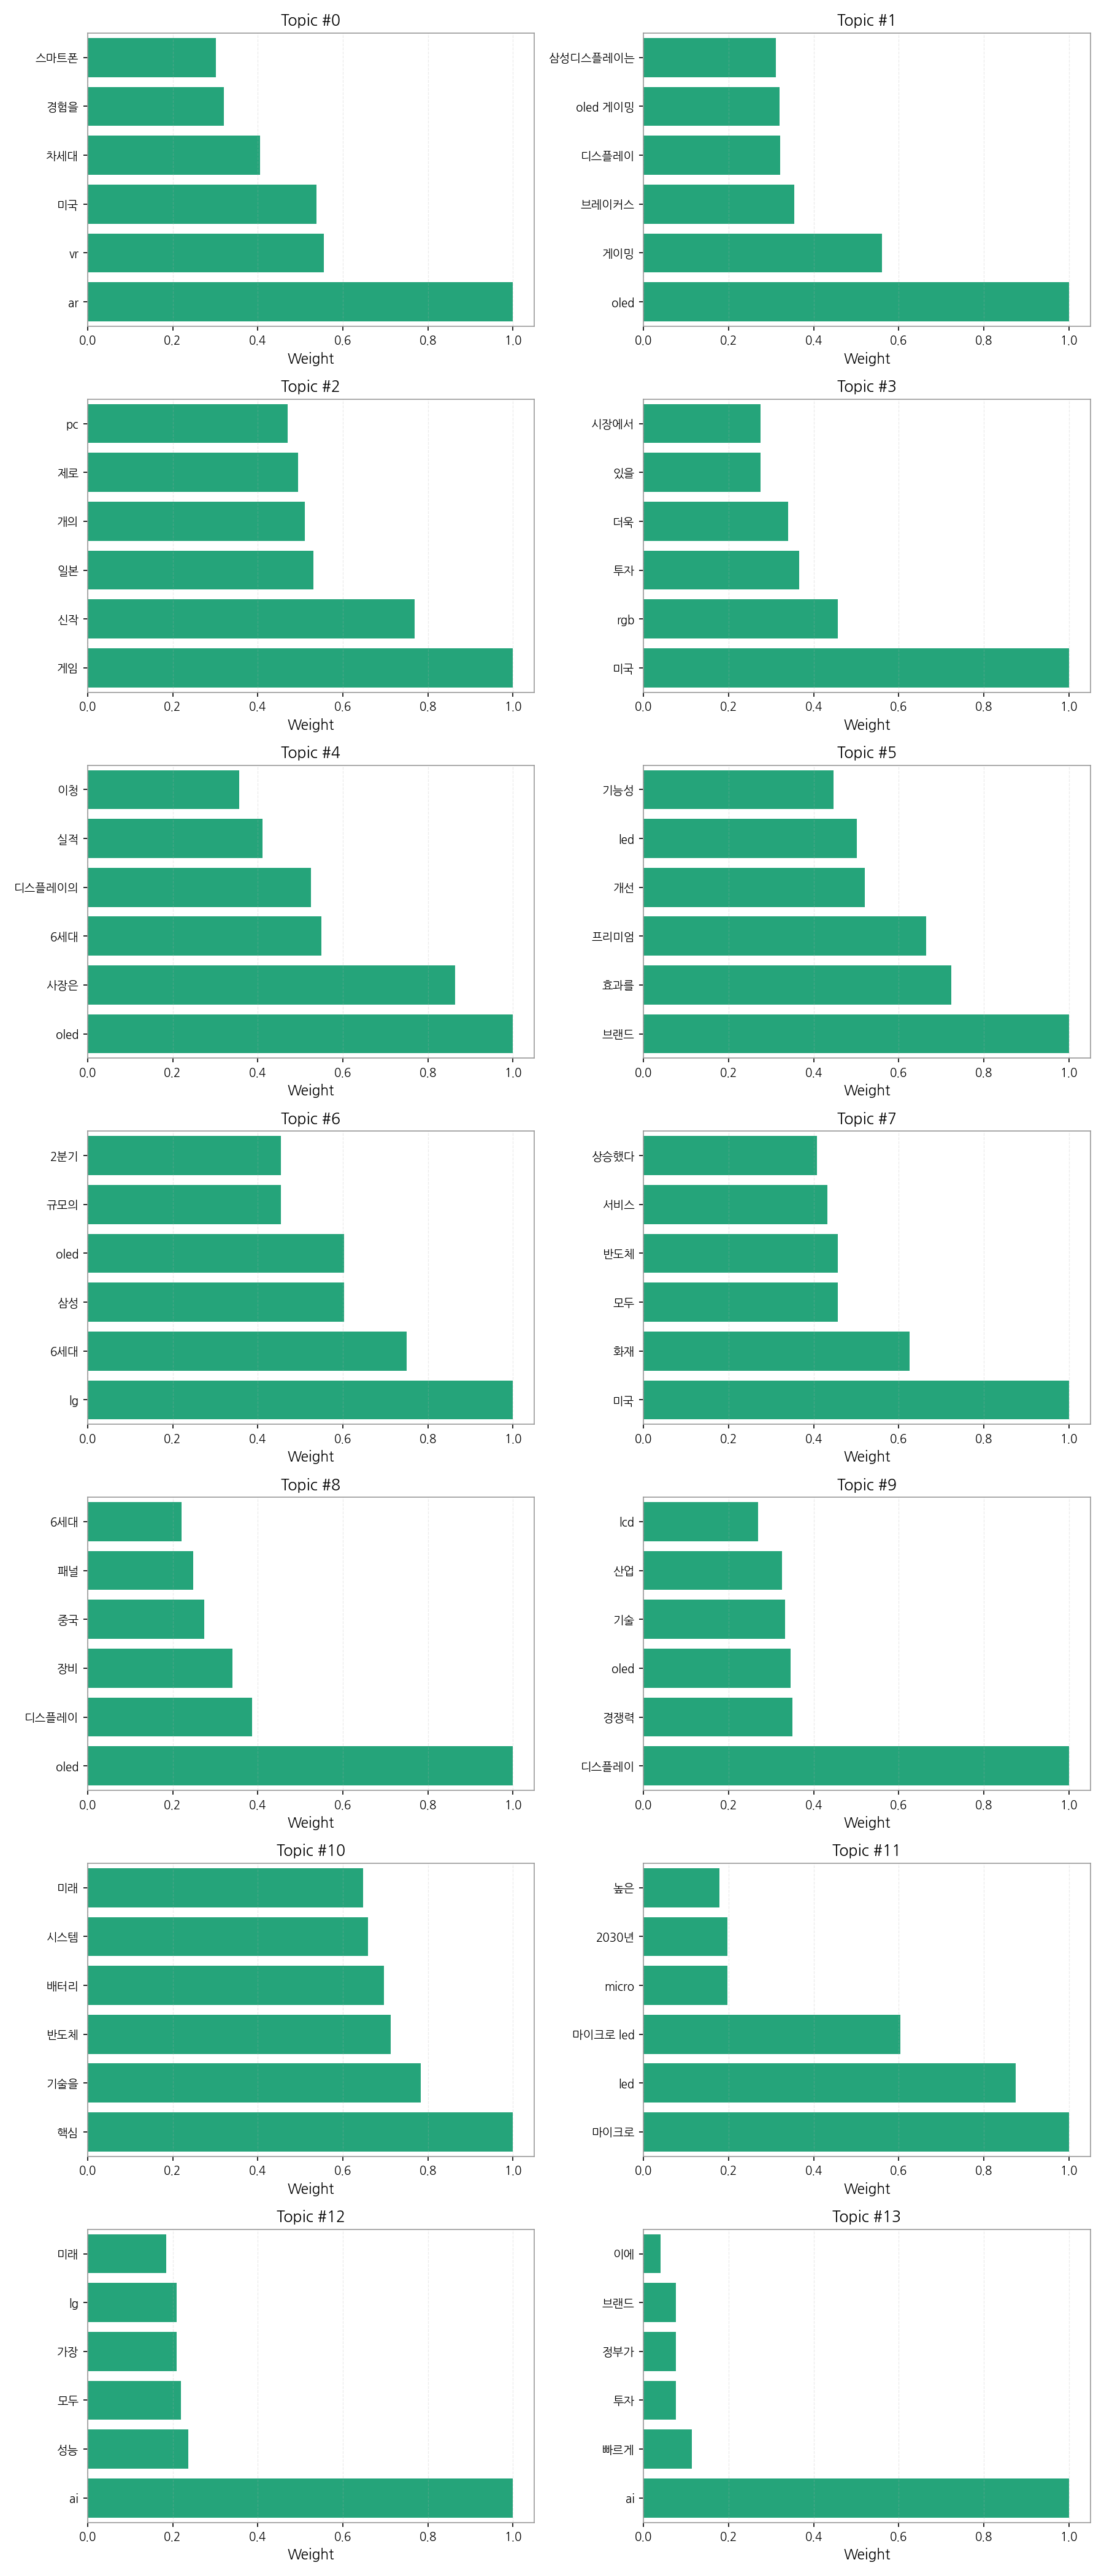 Topic #0
스마트폰
경험을
차세대
미국
vr
ar
0.0 0.2 0.4 0.6 0.8 1.0
Weight
Topic #1
삼성디스플레이는
oled 게이밍
디스플레이
브레이커스
게이밍
oled
0.0 0.2 0.4 0.6 0.8 1.0
Weight
Topic #2
pc
제로
개의
일본
신작
게임
0.0 0.2 0.4 0.6 0.8 1.0
Weight
Topic #3
시장에서
있을
더욱
투자
rgb
미국
0.0 0.2 0.4 0.6 0.8 1.0
Weight
Topic #4
이청
실적
디스플레이의
6세대
사장은
oled
0.0 0.2 0.4 0.6 0.8 1.0
Weight
Topic #5
기능성
led
개선
프리미엄
효과를
브랜드
0.0 0.2 0.4 0.6 0.8 1.0
Weight
Topic #6
2분기
규모의
oled
삼성
6세대
lg
0.0 0.2 0.4 0.6 0.8 1.0
Weight
Topic #7
상승했다
서비스
반도체
모두
화재
미국
0.0 0.2 0.4 0.6 0.8 1.0
Weight
Topic #8
6세대
패널
중국
장비
디스플레이
oled
0.0 0.2 0.4 0.6 0.8 1.0
Weight
Topic #9
lcd
산업
기술
oled
경쟁력
디스플레이
0.0 0.2 0.4 0.6 0.8 1.0
Weight
Topic #10
미래
시스템
배터리
반도체
기술을
핵심
0.0 0.2 0.4 0.6 0.8 1.0
Weight
Topic #11
높은
2030년
micro
마이크로 led
led
마이크로
0.0 0.2 0.4 0.6 0.8 1.0
Weight
Topic #12
미래
lg
가장
모두
성능
ai
0.0 0.2 0.4 0.6 0.8 1.0
Weight
Topic #13
이에
브랜드
정부가
투자
빠르게
ai
0.0 0.2 0.4 0.6 0.8 1.0
Weight